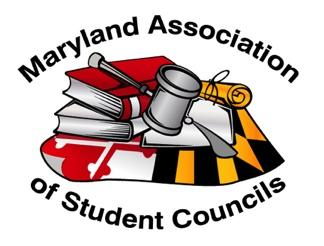 Maryland Association
of Student Councils